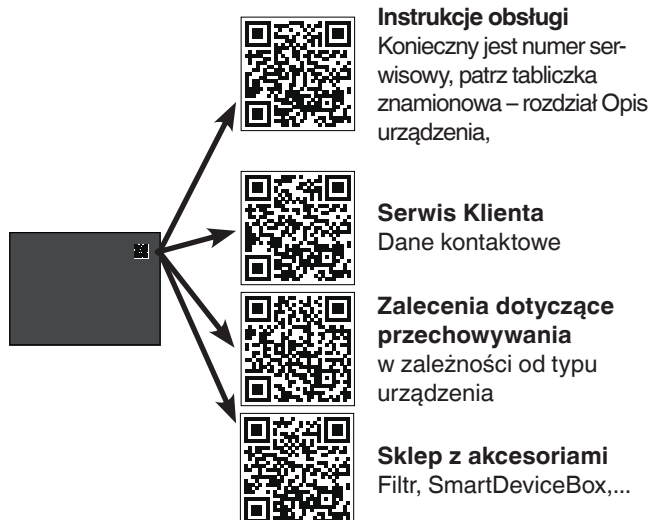 Instrukcje obsługi
Konieczny jest numer ser-
wisowy, patrz tabliczka
znamionowa – rozdział Opis
urządzenia,
Serwis Klienta
Dane kontaktowe
Zalecenia dotyczące
przechowywania
w zależności od typu
urządzenia
Sklep z akcesoriami
Filtr, SmartDeviceBox,...